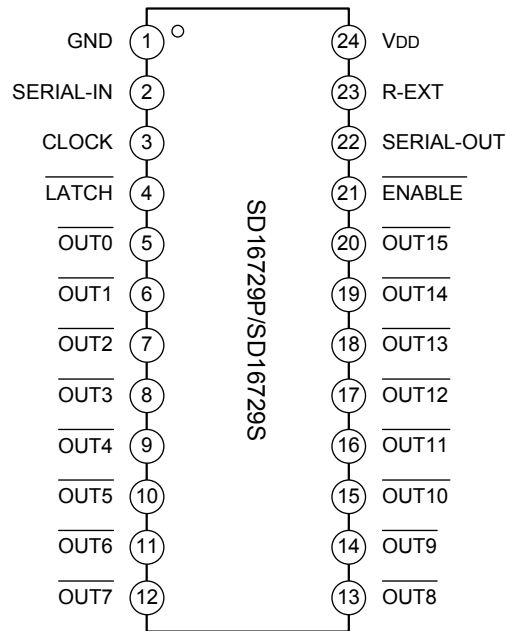 GND 1 24 VDD
SERIAL-IN 2 23 R-EXT
CLOCK 3 22 SERIAL-OUT
LATCH 4 21 ENABLE
OUT0 5 20 OUT15
OUT1 6 19 OUT14
OUT2 7 18 OUT13
OUT3 8 17 OUT12
OUT4 9 16 OUT11
OUT5 10 15 OUT10
OUT6 11 14 OUT9
OUT7 12 13 OUT8
SD16729P/SD16729S